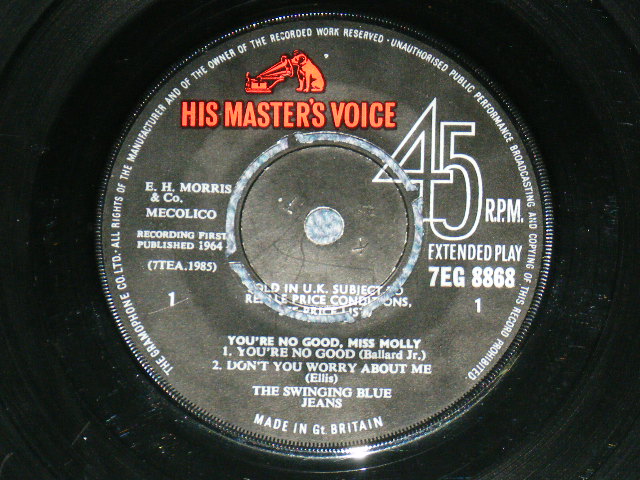 THE GRAMOPHONE CO. LTD. · ALL RIGHTS OF THE MANUFACTURER AND OF THE OWNER OF THE RECORDED WORK RESERVED · UNAUTHORISED PUBLIC PERFORMANCE BROADCASTING AND COPYING OF THIS RECORD PROHIBITED.
HIS MASTER'S VOICE
45
R.P.M.
EXTENDED PLAY
7EG 8868
1
E. H. MORRIS
& Co.
MECOLICO
RECORDING FIRST
PUBLISHED 1964
(7TEA. 1985)
1
IN U.K. SUBJECT
PRICE CONDITIONS,
YOU'RE NO GOOD, MISS MOLLY
1. YOU'RE NO GOOD (Ballard Jr.)
2. DON'T YOU WORRY ABOUT ME
(Ellis)
THE SWINGING BLUE
JEANS
MADE IN Gt. BRITAIN